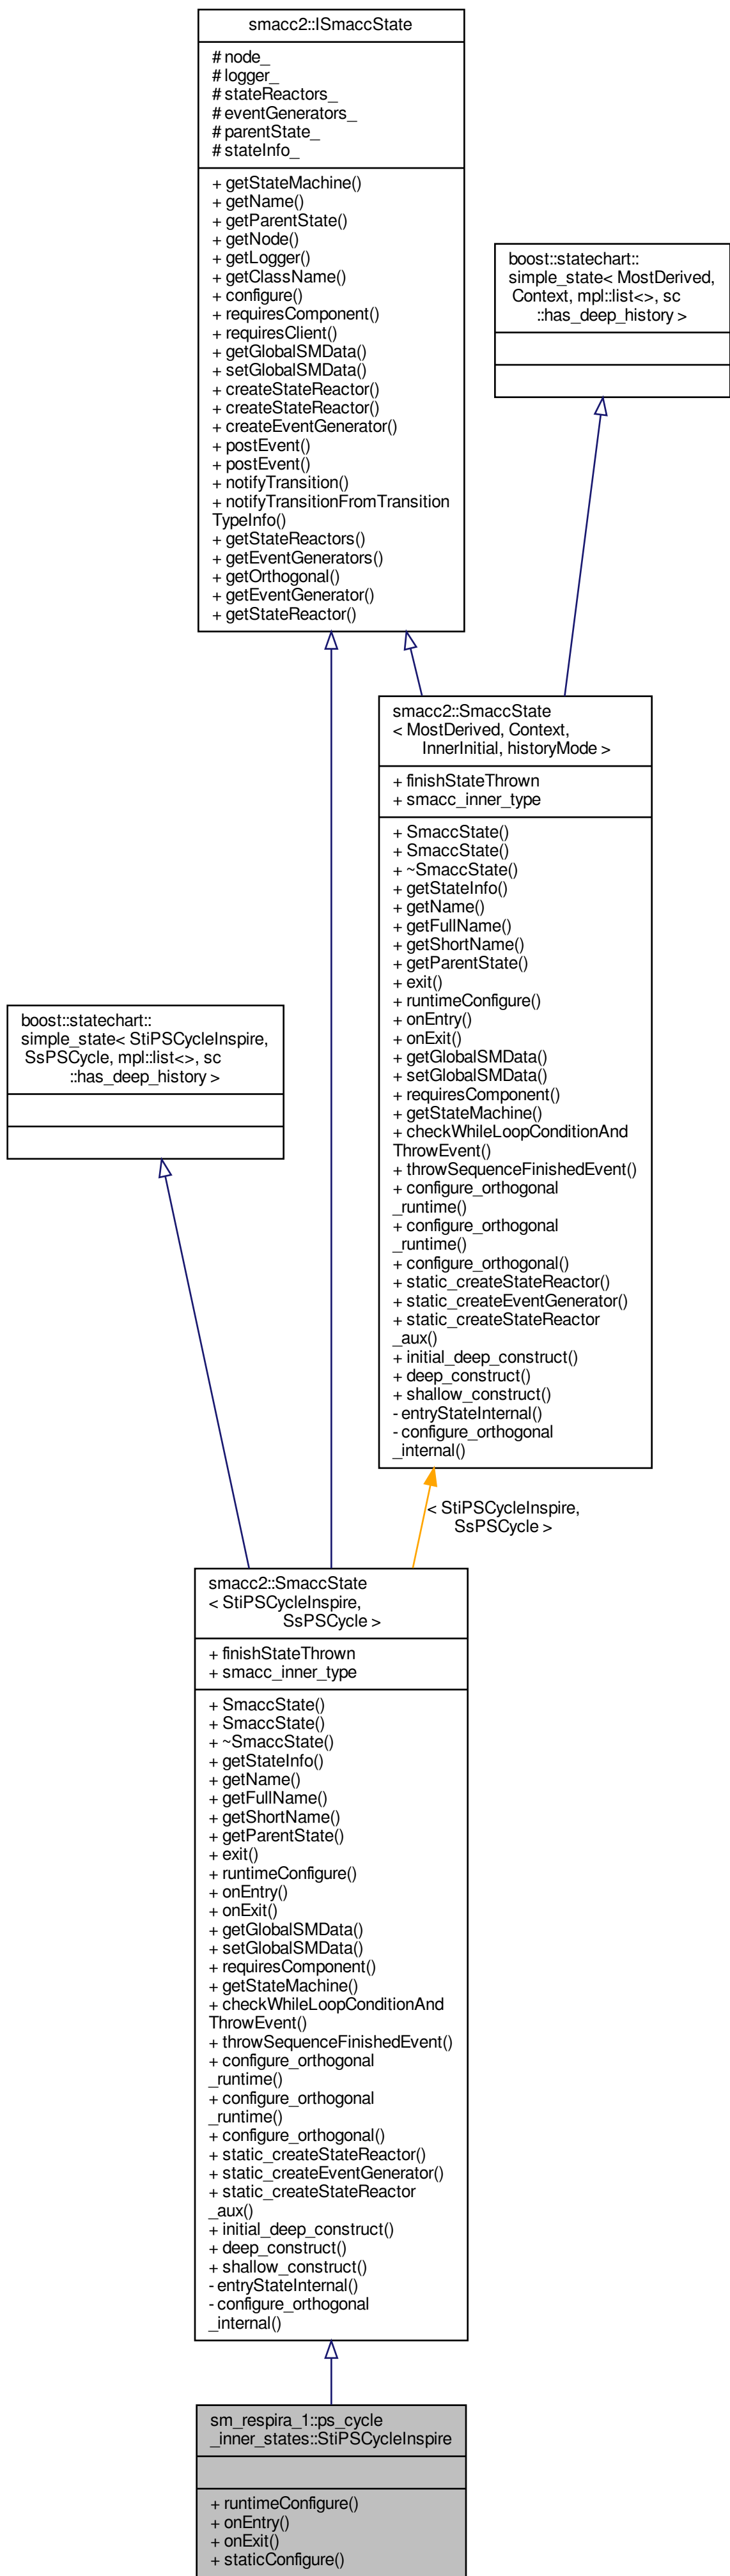 smacc2::ISmaccState
# node_
# logger_
# stateReactors_
# eventGenerators_
# parentState_
# stateInfo_
+ getStateMachine()
+ getName()
+ getParentState()
+ getNode()
+ getLogger()
+ getClassName()
+ configure()
+ requiresComponent()
+ requiresClient()
+ getGlobalSMData()
+ setGlobalSMData()
+ createStateReactor()
+ createStateReactor()
+ createEventGenerator()
+ postEvent()
+ postEvent()
+ notifyTransition()
+ notifyTransitionFromTransition
TypeInfo()
+ getStateReactors()
+ getEventGenerators()
+ getOrthogonal()
+ getEventGenerator()
+ getStateReactor()
boost::statechart::
simple_state< MostDerived,
Context, mpl::list<>, sc
::has_deep_history >
smacc2::SmaccState
< MostDerived, Context,
InnerInitial, historyMode >
+ finishStateThrown
+ smacc_inner_type
+ SmaccState()
+ SmaccState()
+ ~SmaccState()
+ getStateInfo()
+ getName()
+ getFullName()
+ getShortName()
+ getParentState()
+ exit()
+ runtimeConfigure()
+ onEntry()
+ onExit()
+ getGlobalSMData()
+ setGlobalSMData()
+ requiresComponent()
+ getStateMachine()
+ checkWhileLoopConditionAnd
ThrowEvent()
+ throwSequenceFinishedEvent()
+ configure_orthogonal
_runtime()
+ configure_orthogonal
_runtime()
+ configure_orthogonal()
+ static_createStateReactor()
+ static_createEventGenerator()
+ static_createStateReactor
_aux()
+ initial_deep_construct()
+ deep_construct()
+ shallow_construct()
- entryStateInternal()
- configure_orthogonal
_internal()
boost::statechart::
simple_state< StiPSCycleInspire,
SsPSCycle, mpl::list<>, sc
::has_deep_history >
< StiPSCycleInspire,
SsPSCycle >
smacc2::SmaccState
< StiPSCycleInspire,
SsPSCycle >
+ finishStateThrown
+ smacc_inner_type
+ SmaccState()
+ SmaccState()
+ ~SmaccState()
+ getStateInfo()
+ getName()
+ getFullName()
+ getShortName()
+ getParentState()
+ exit()
+ runtimeConfigure()
+ onEntry()
+ onExit()
+ getGlobalSMData()
+ setGlobalSMData()
+ requiresComponent()
+ getStateMachine()
+ checkWhileLoopConditionAnd
ThrowEvent()
+ throwSequenceFinishedEvent()
+ configure_orthogonal
_runtime()
+ configure_orthogonal
_runtime()
+ configure_orthogonal()
+ static_createStateReactor()
+ static_createEventGenerator()
+ static_createStateReactor
_aux()
+ initial_deep_construct()
+ deep_construct()
+ shallow_construct()
- entryStateInternal()
- configure_orthogonal
_internal()
sm_respira_1::ps_cycle
_inner_states::StiPSCycleInspire
+ runtimeConfigure()
+ onEntry()
+ onExit()
+ staticConfigure()